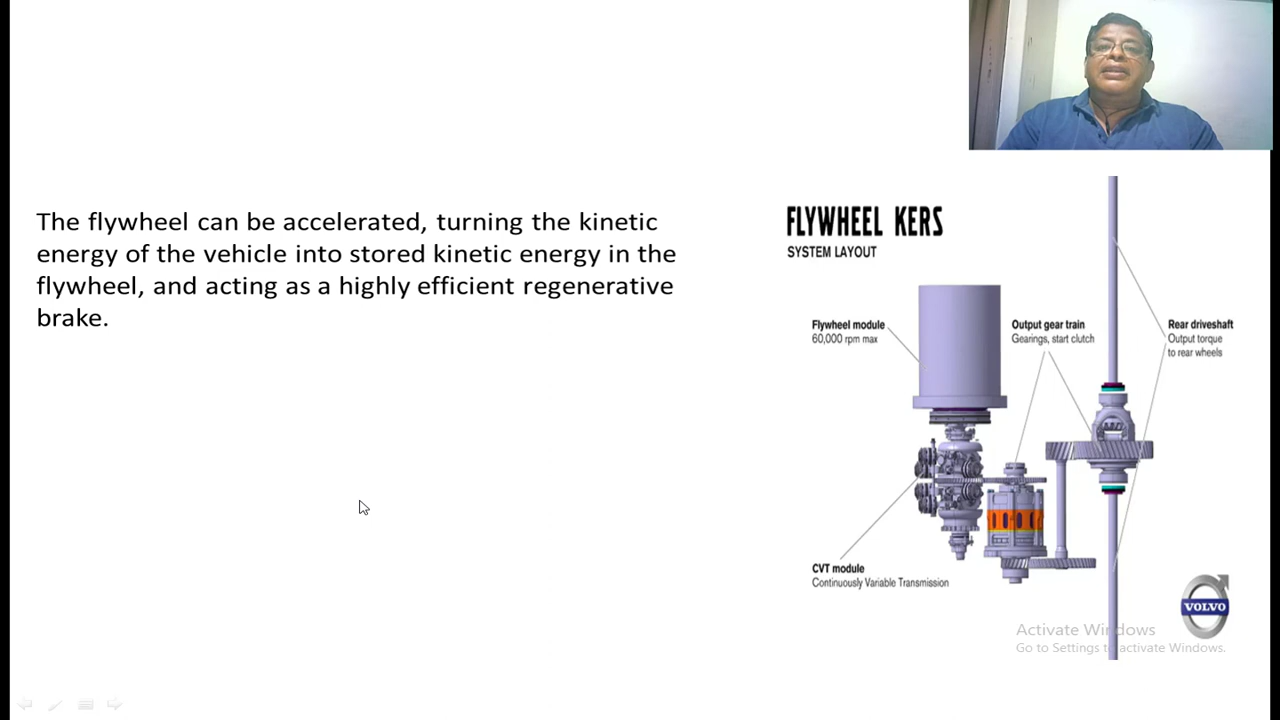 The flywheel can be accelerated, turning the kinetic
energy of the vehicle into stored kinetic energy in the
flywheel, and acting as a highly efficient regenerative
brake.
FLYWHEEL KERS
SYSTEM LAYOUT
Flywheel module
60,000 rpm max
Output gear train
Gearings, start clutch
Rear driveshaft
Output torque
to rear wheels
CVT module
Continuously Variable Transmission
VOLVO
Activate Windows
Go to Settings to activate Windows.